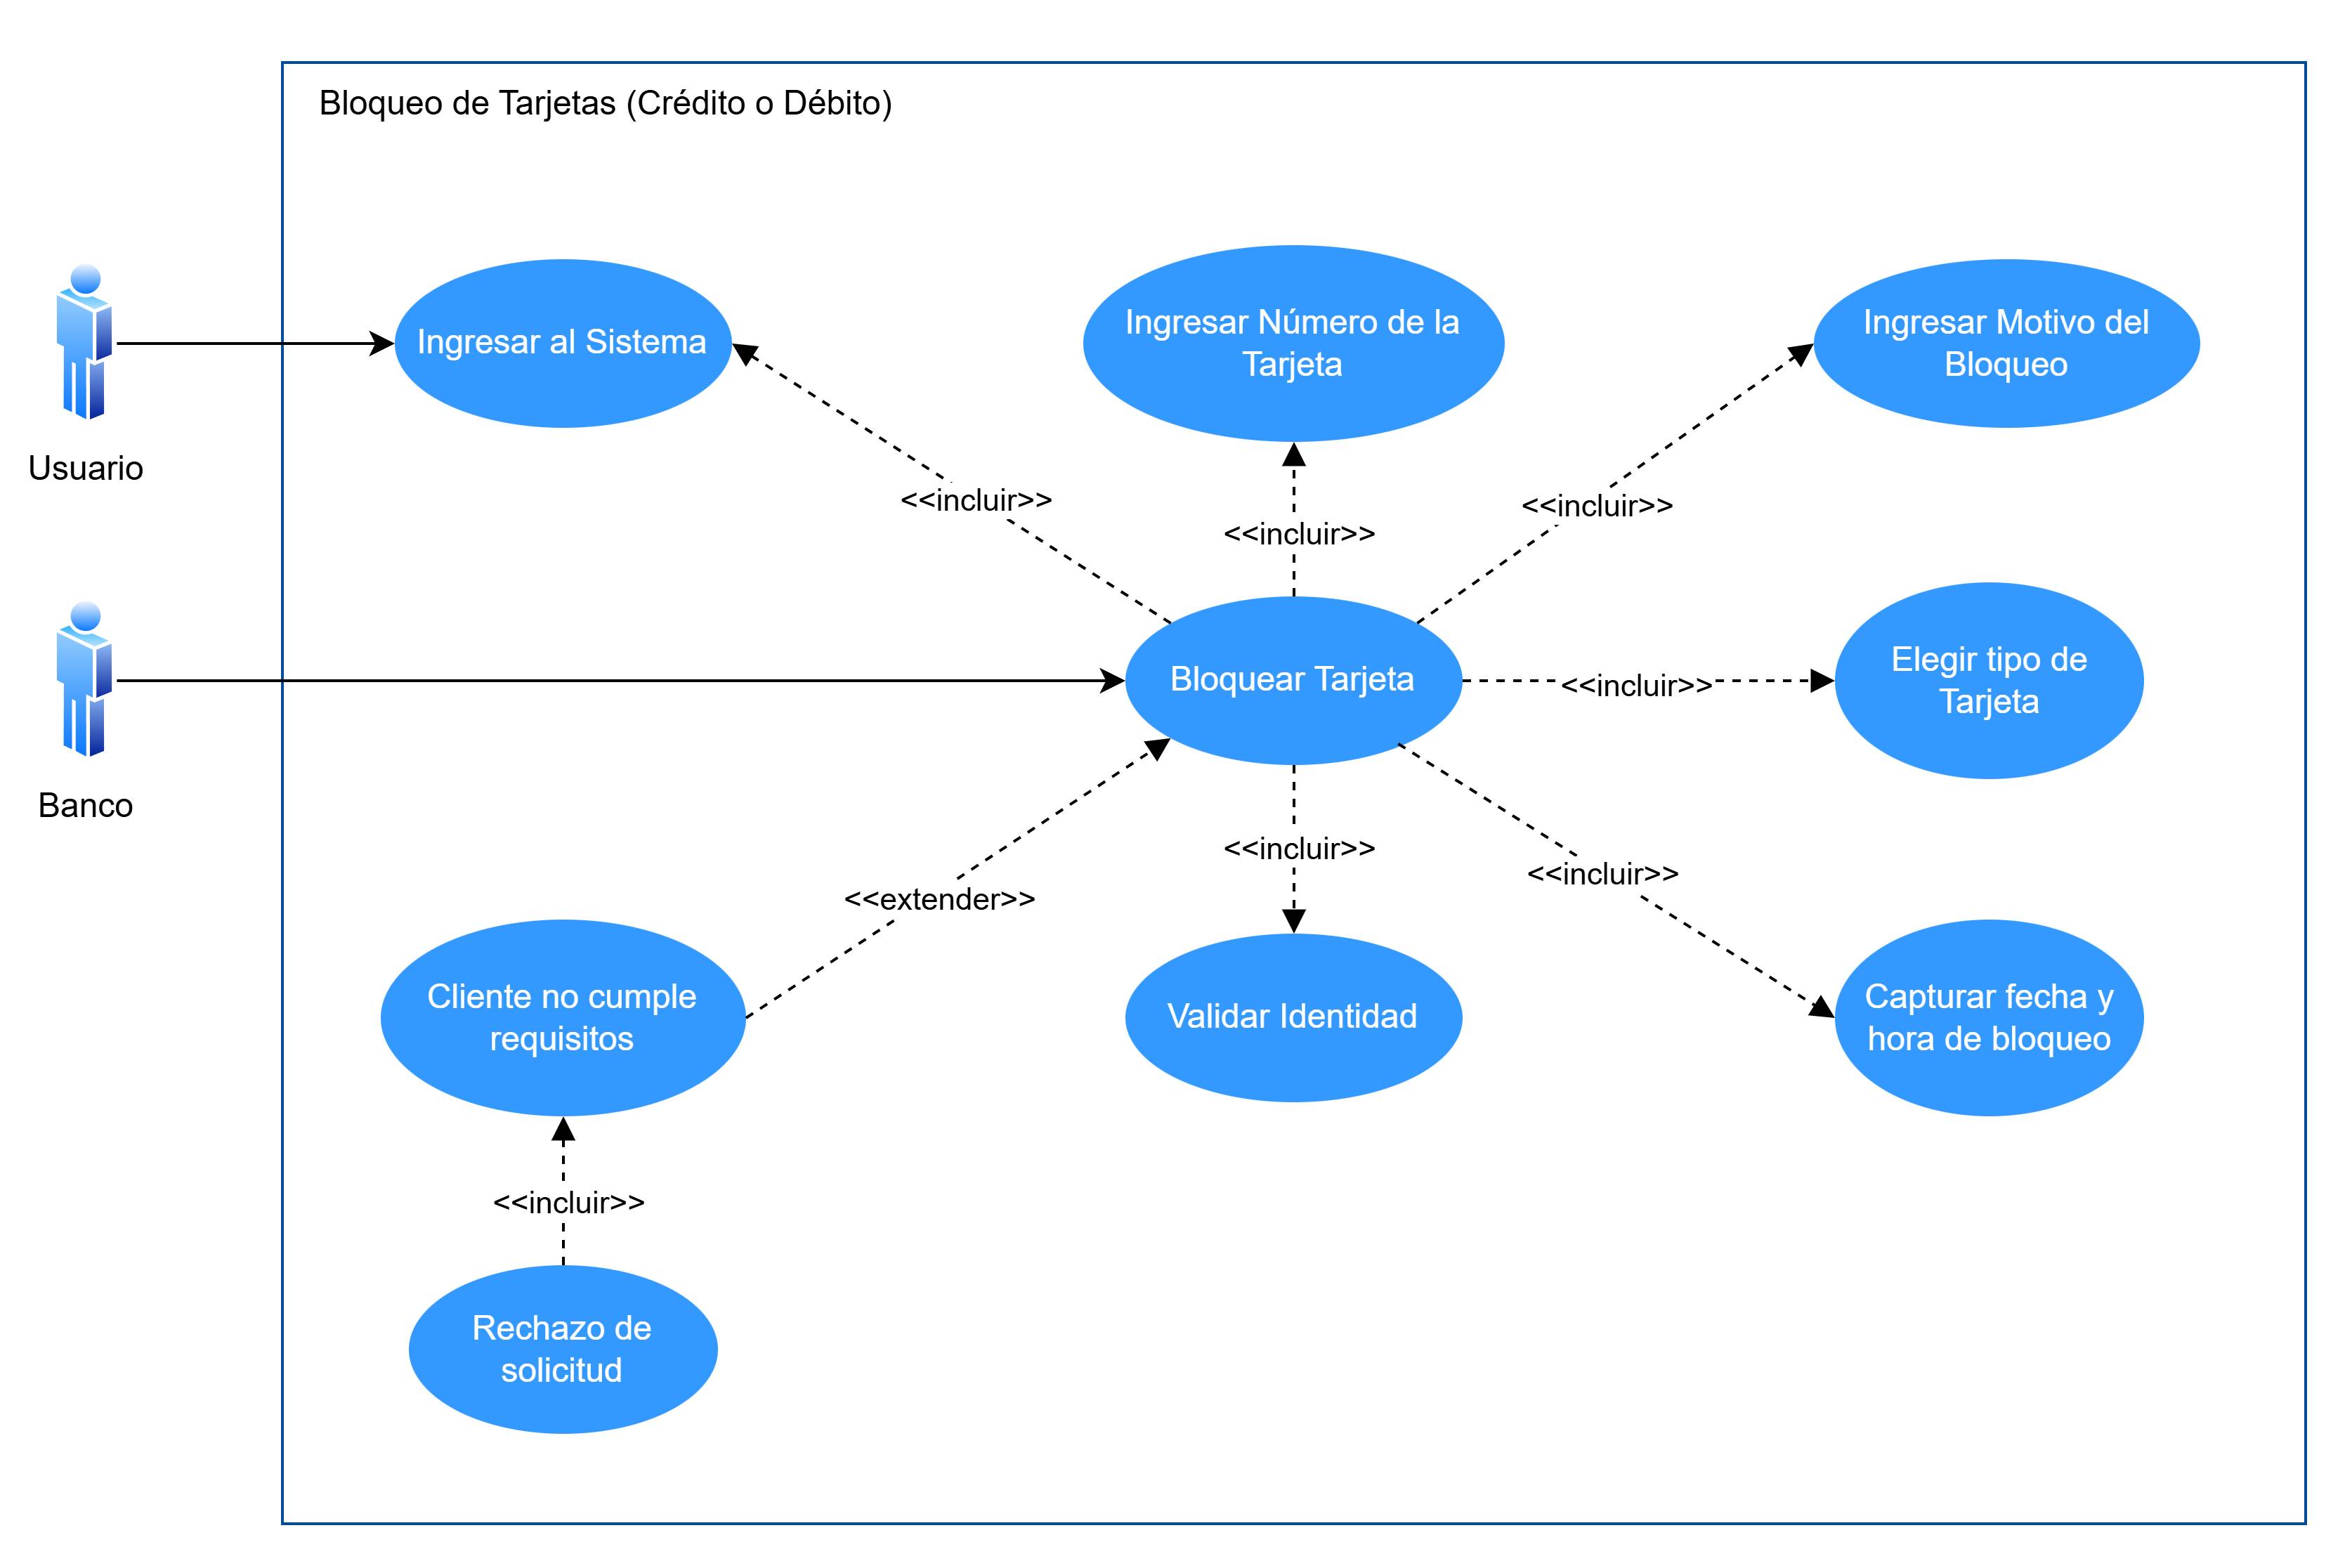 Bloqueo de Tarjetas (Crédito o Débito)
Usuario
Ingresar al Sistema
Ingresar Número de la
Tarjeta
Ingresar Motivo del
Bloqueo
<<incluir>>
<<incluir>>
<<incluir>>
Banco
Bloquear Tarjeta
<<incluir>>
Elegir tipo de
Tarjeta
<<extender>>
<<incluir>>
<<incluir>>
Cliente no cumple
requisitos
Validar Identidad
Capturar fecha y
hora de bloqueo
<<incluir>>
Rechazo de
solicitud